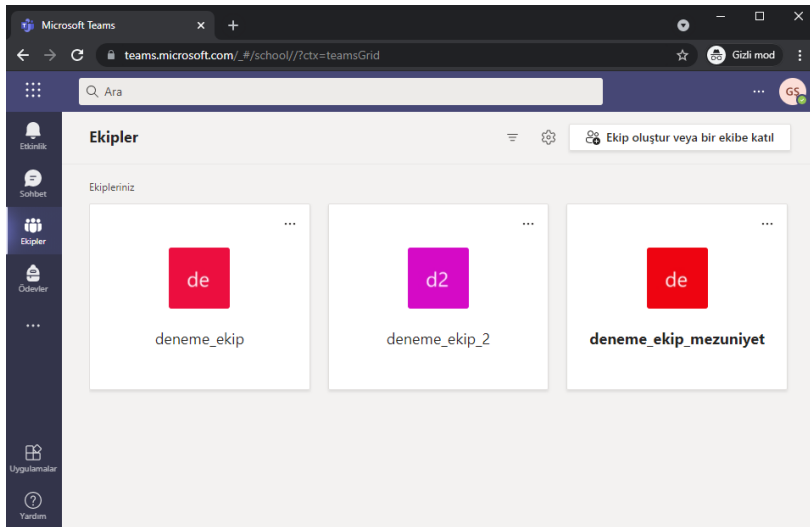 Microsoft Teams
teams.microsoft.com/_#/school//?ctx=teamsGrid
Gizli mod
Ara
GS
Etkinlik
Sohbet
Ekipler
Ödevler
Uygulamalar
Yardım
Ekipler
Ekip oluştur veya bir ekibe katıl
Ekipleriniz
de
deneme_ekip
d2
deneme_ekip_2
de
deneme_ekip_mezuniyet